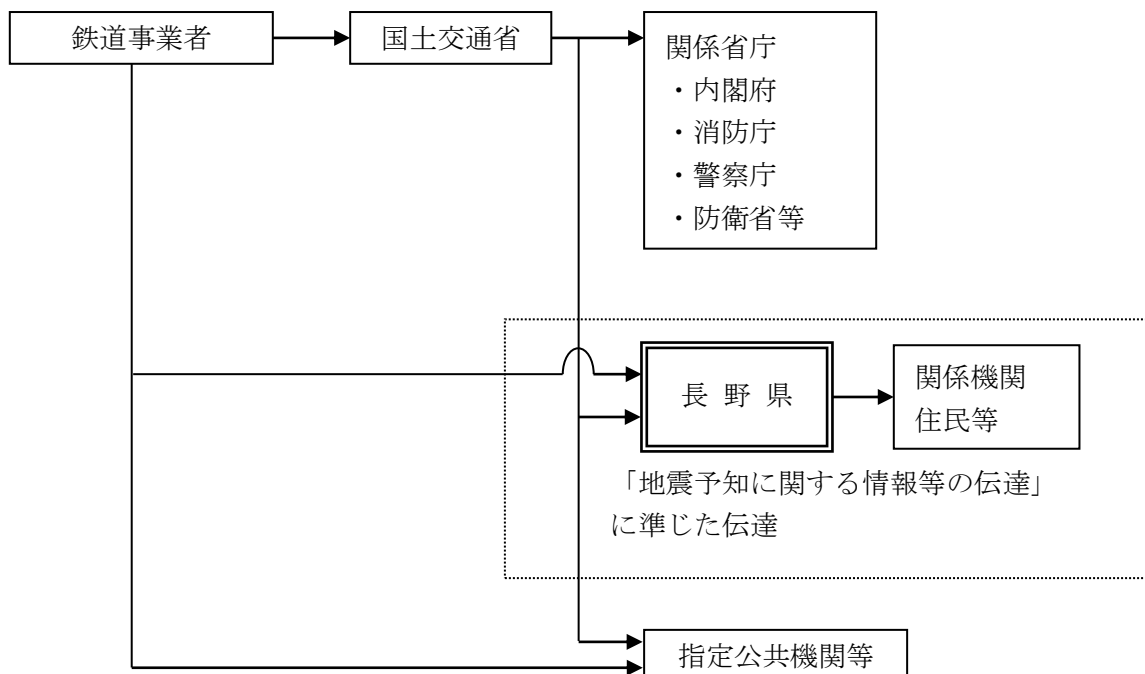 鉄道事業者
国土交通省
関係省庁
・内閣府
・消防庁
・警察庁
・防衛省等
長 野 県
関係機関
住民等
「地震予知に関する情報等の伝達」
に準じた伝達
指定公共機関等